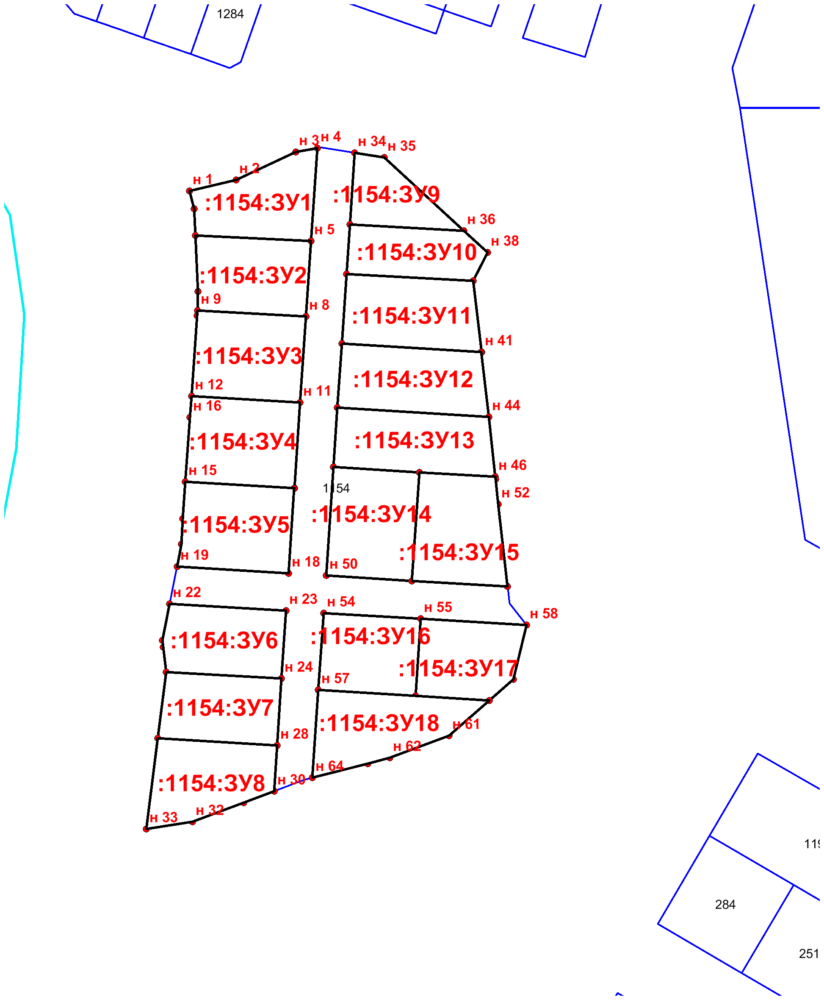 1284
н 3
н 4
н 34
н 35
н 2
н 1
:1154:ЗУ1
:1154:ЗУ9
н 36
н 5
н 38
:1154:ЗУ10
:1154:ЗУ2
н 9
н 8
:1154:ЗУ11
н 41
:1154:ЗУ3
:1154:ЗУ12
н 12
н 11
н 16
н 44
:1154:ЗУ4
:1154:ЗУ13
н 15
н 46
1154
н 52
:1154:ЗУ14
:1154:ЗУ5
:1154:ЗУ15
н 19
н 18
н 50
н 22
н 23
н 54
н 55
н 58
:1154:ЗУ16
:1154:ЗУ6
н 24
:1154:ЗУ17
н 57
:1154:ЗУ7
:1154:ЗУ18
н 61
н 28
н 62
н 64
н 30
:1154:ЗУ8
н 32
н 33
119
284
251